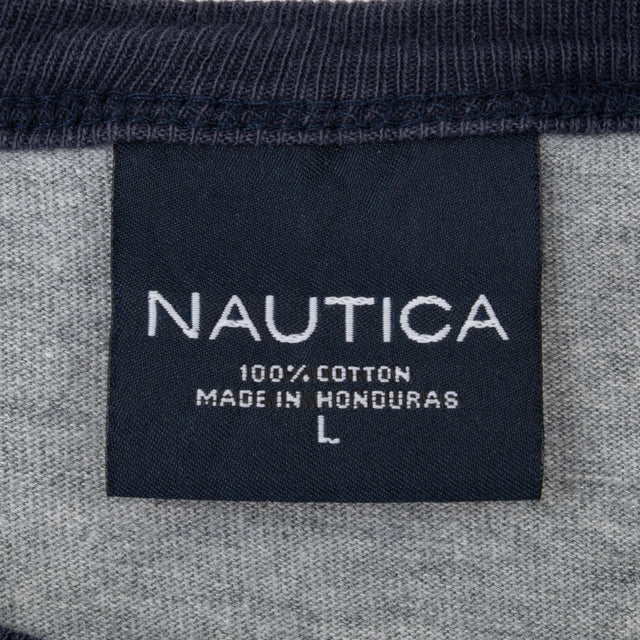 NAUTICA
100% COTTON
MADE IN HONDURAS
L